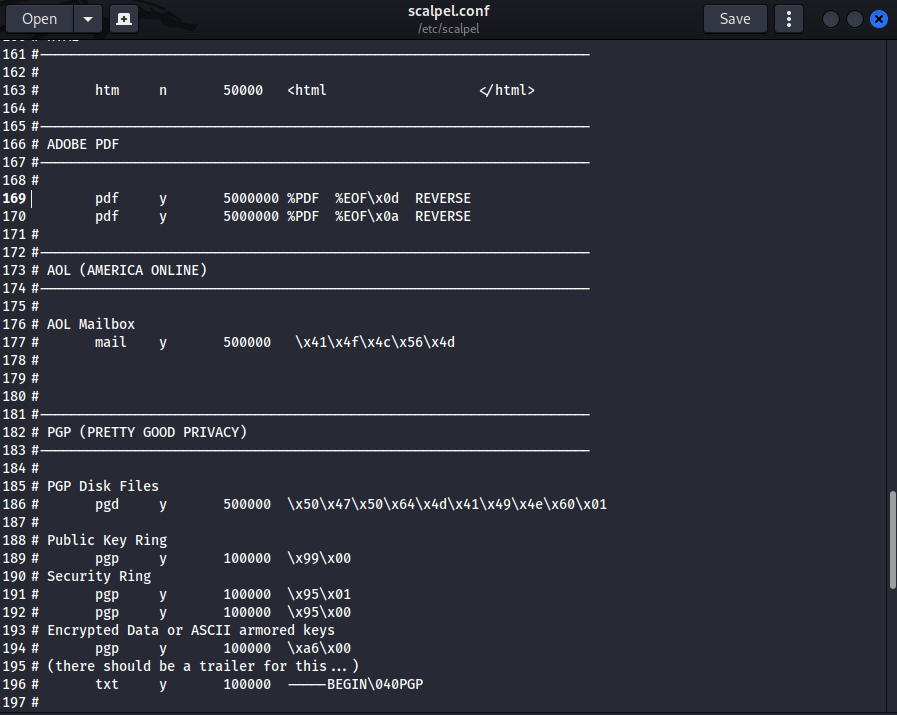 Open
scalpel.conf
/etc/scalpel
Save
161 #------------------------------------------------------------------
162 #
163 # htm n 50000 <html </html>
164 #
165 #------------------------------------------------------------------
166 # ADOBE PDF
167 #------------------------------------------------------------------
168 #
169 pdf y 5000000 %PDF %EOF\x0d REVERSE
170 pdf y 5000000 %PDF %EOF\x0a REVERSE
171 #
172 #------------------------------------------------------------------
173 # AOL (AMERICA ONLINE)
174 #------------------------------------------------------------------
175 #
176 # AOL Mailbox
177 # mail y 500000 \x41\x4f\x4c\x56\x4d
178 #
179 #
180 #
181 #------------------------------------------------------------------
182 # PGP (PRETTY GOOD PRIVACY)
183 #------------------------------------------------------------------
184 #
185 # PGP Disk Files
186 # pgd y 500000 \x50\x47\x50\x64\x4d\x41\x49\x4e\x60\x01
187 #
188 # Public Key Ring
189 # pgp y 100000 \x99\x00
190 # Security Ring
191 # pgp y 100000 \x95\x01
192 # pgp y 100000 \x95\x00
193 # Encrypted Data or ASCII armored keys
194 # pgp y 100000 \xa6\x00
195 # (there should be a trailer for this...)
196 # txt y 100000 -----BEGIN\040PGP
197 #